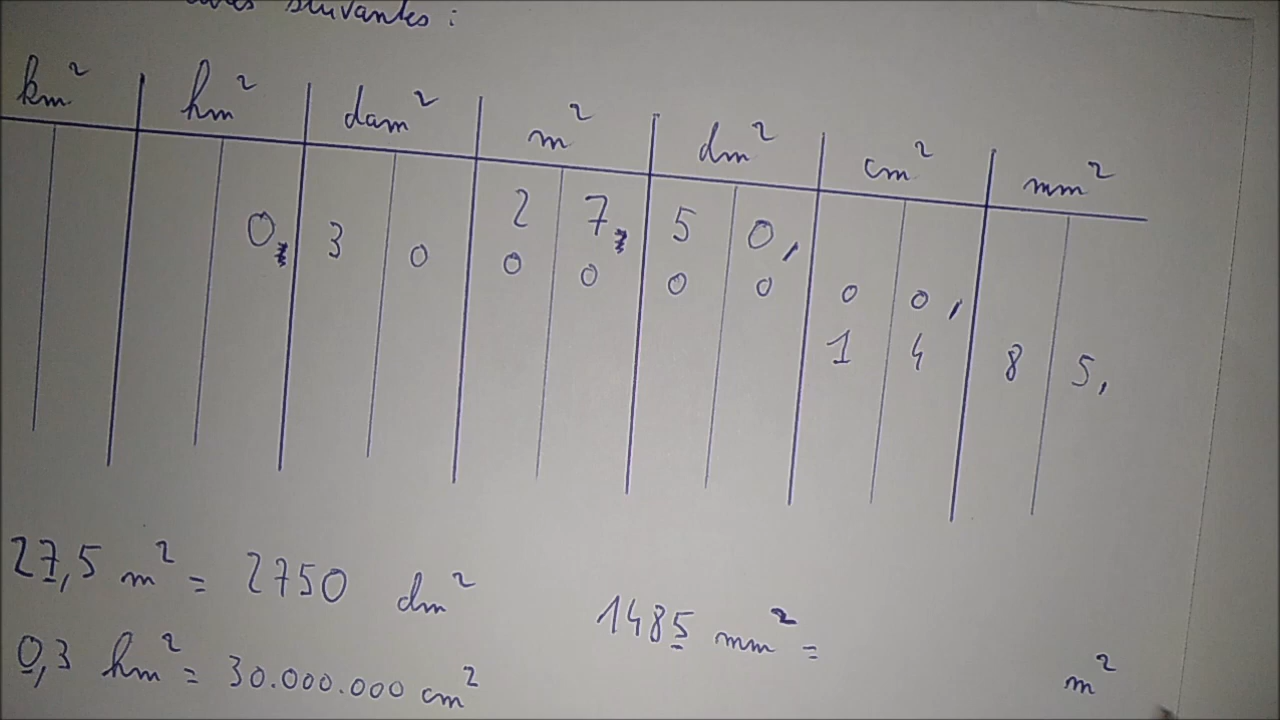 suivantes :
km² hm² dam² m² dm² cm² mm²
2 7, 5 0,
0, 3 0 0 0 0 0 0 0,
1 4 8 5,
27,5 m² = 2750 dm²
1485 mm² = m²
0,3 hm² = 30.000.000 cm²